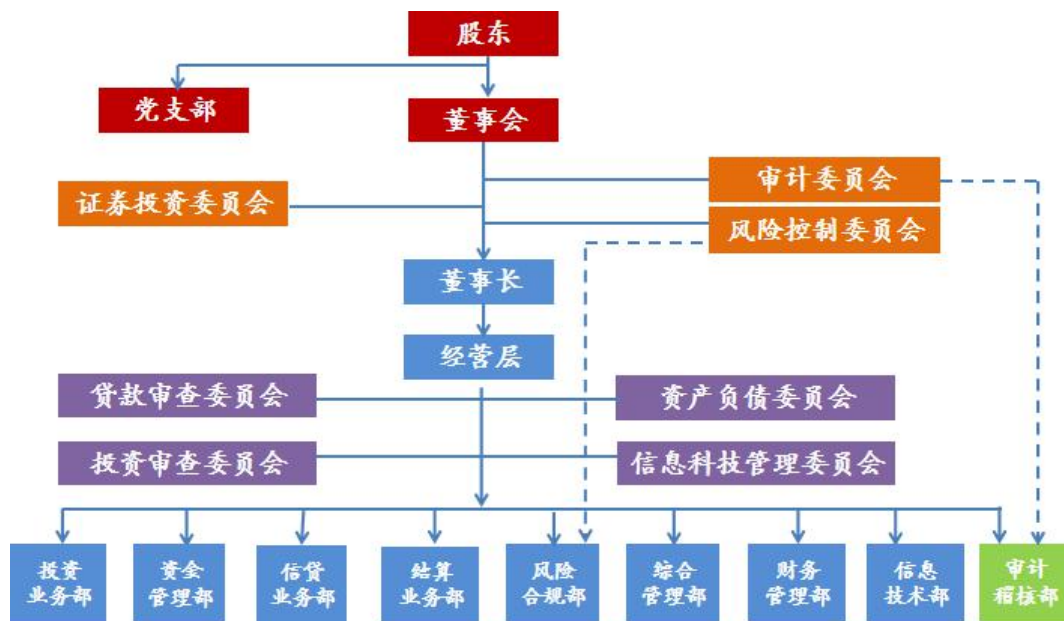 股东
党支部
董事会
审计委员会
证券投资委员会
风险控制委员会
董事长
经营层
贷款审查委员会
资产负债委员会
投资审查委员会
信息科技管理委员会
投资
业务部
资金
管理部
信贷
业务部
结算
业务部
风险
合规部
综合
管理部
财务
管理部
信息
技术部
审计
稽核部